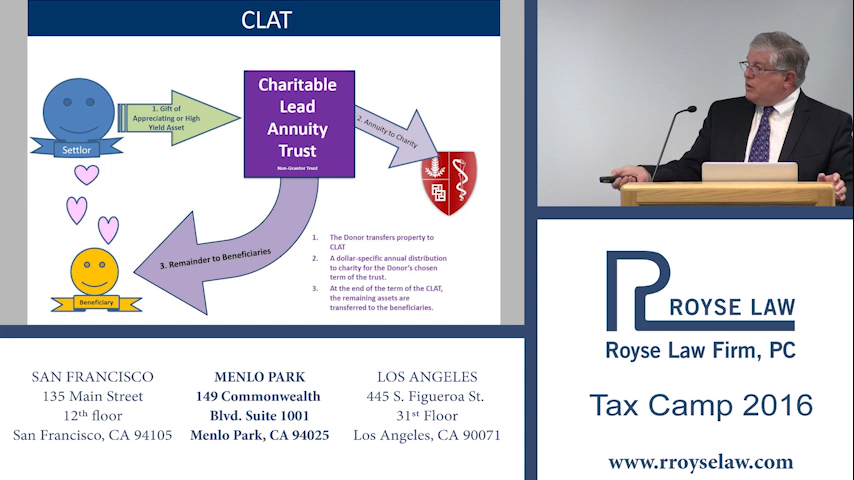 CLAT
1. Gift of
Appreciating or High
Yield Asset
Settlor
Charitable
Lead
Annuity
Trust
Non-Grantor Trust
2. Annuity to Charity
3. Remainder to Beneficiaries
Beneficiary
1. The Donor transfers property to
CLAT
2. A dollar-specific annual distribution
to charity for the Donor's chosen
term of the trust.
3. At the end of the term of the CLAT,
the remaining assets are
transferred to the beneficiaries.
SAN FRANCISCO
135 Main Street
12th floor
San Francisco, CA 94105
MENLO PARK
149 Commonwealth
Blvd. Suite 1001
Menlo Park, CA 94025
LOS ANGELES
445 S. Figueroa St.
31st Floor
Los Angeles, CA 90071
ROYSE LAW
Royse Law Firm, PC
Tax Camp 2016
www.rroyselaw.com